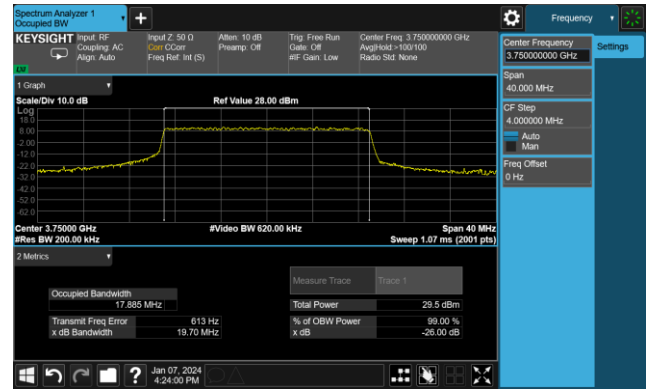 Spectrum Analyzer 1
Occupied BW
Frequency
KEYSIGHT
Input: RF
Coupling: AC
Align: Auto
Input Z: 50 Ω
Corr CCorr
Freq Ref: Int (S)
Atten: 10 dB
Preamp: Off
Trig: Free Run
Gate: Off
#IF Gain: Low
Center Freq: 3.750000000 GHz
Avg|Hold:>100/100
Radio Std: None
Center Frequency
3.750000000 GHz
Settings
Span
40.000 MHz
CF Step
4.000000 MHz
Auto
Man
Freq Offset
0 Hz
1 Graph
Scale/Div 10.0 dB
Ref Value 28.00 dBm
Log
18.0
8.00
-2.00
-12.0
-22.0
-32.0
-42.0
-52.0
-62.0
Center 3.75000 GHz
#Video BW 620.00 kHz
Span 40 MHz
#Res BW 200.00 kHz
Sweep 1.07 ms (2001 pts)
2 Metrics
Measure Trace
Trace 1
Occupied Bandwidth
17.885 MHz
Total Power
29.5 dBm
Transmit Freq Error
613 Hz
% of OBW Power
99.00 %
x dB Bandwidth
19.70 MHz
x dB
-26.00 dB
Jan 07, 2024
4:24:00 PM